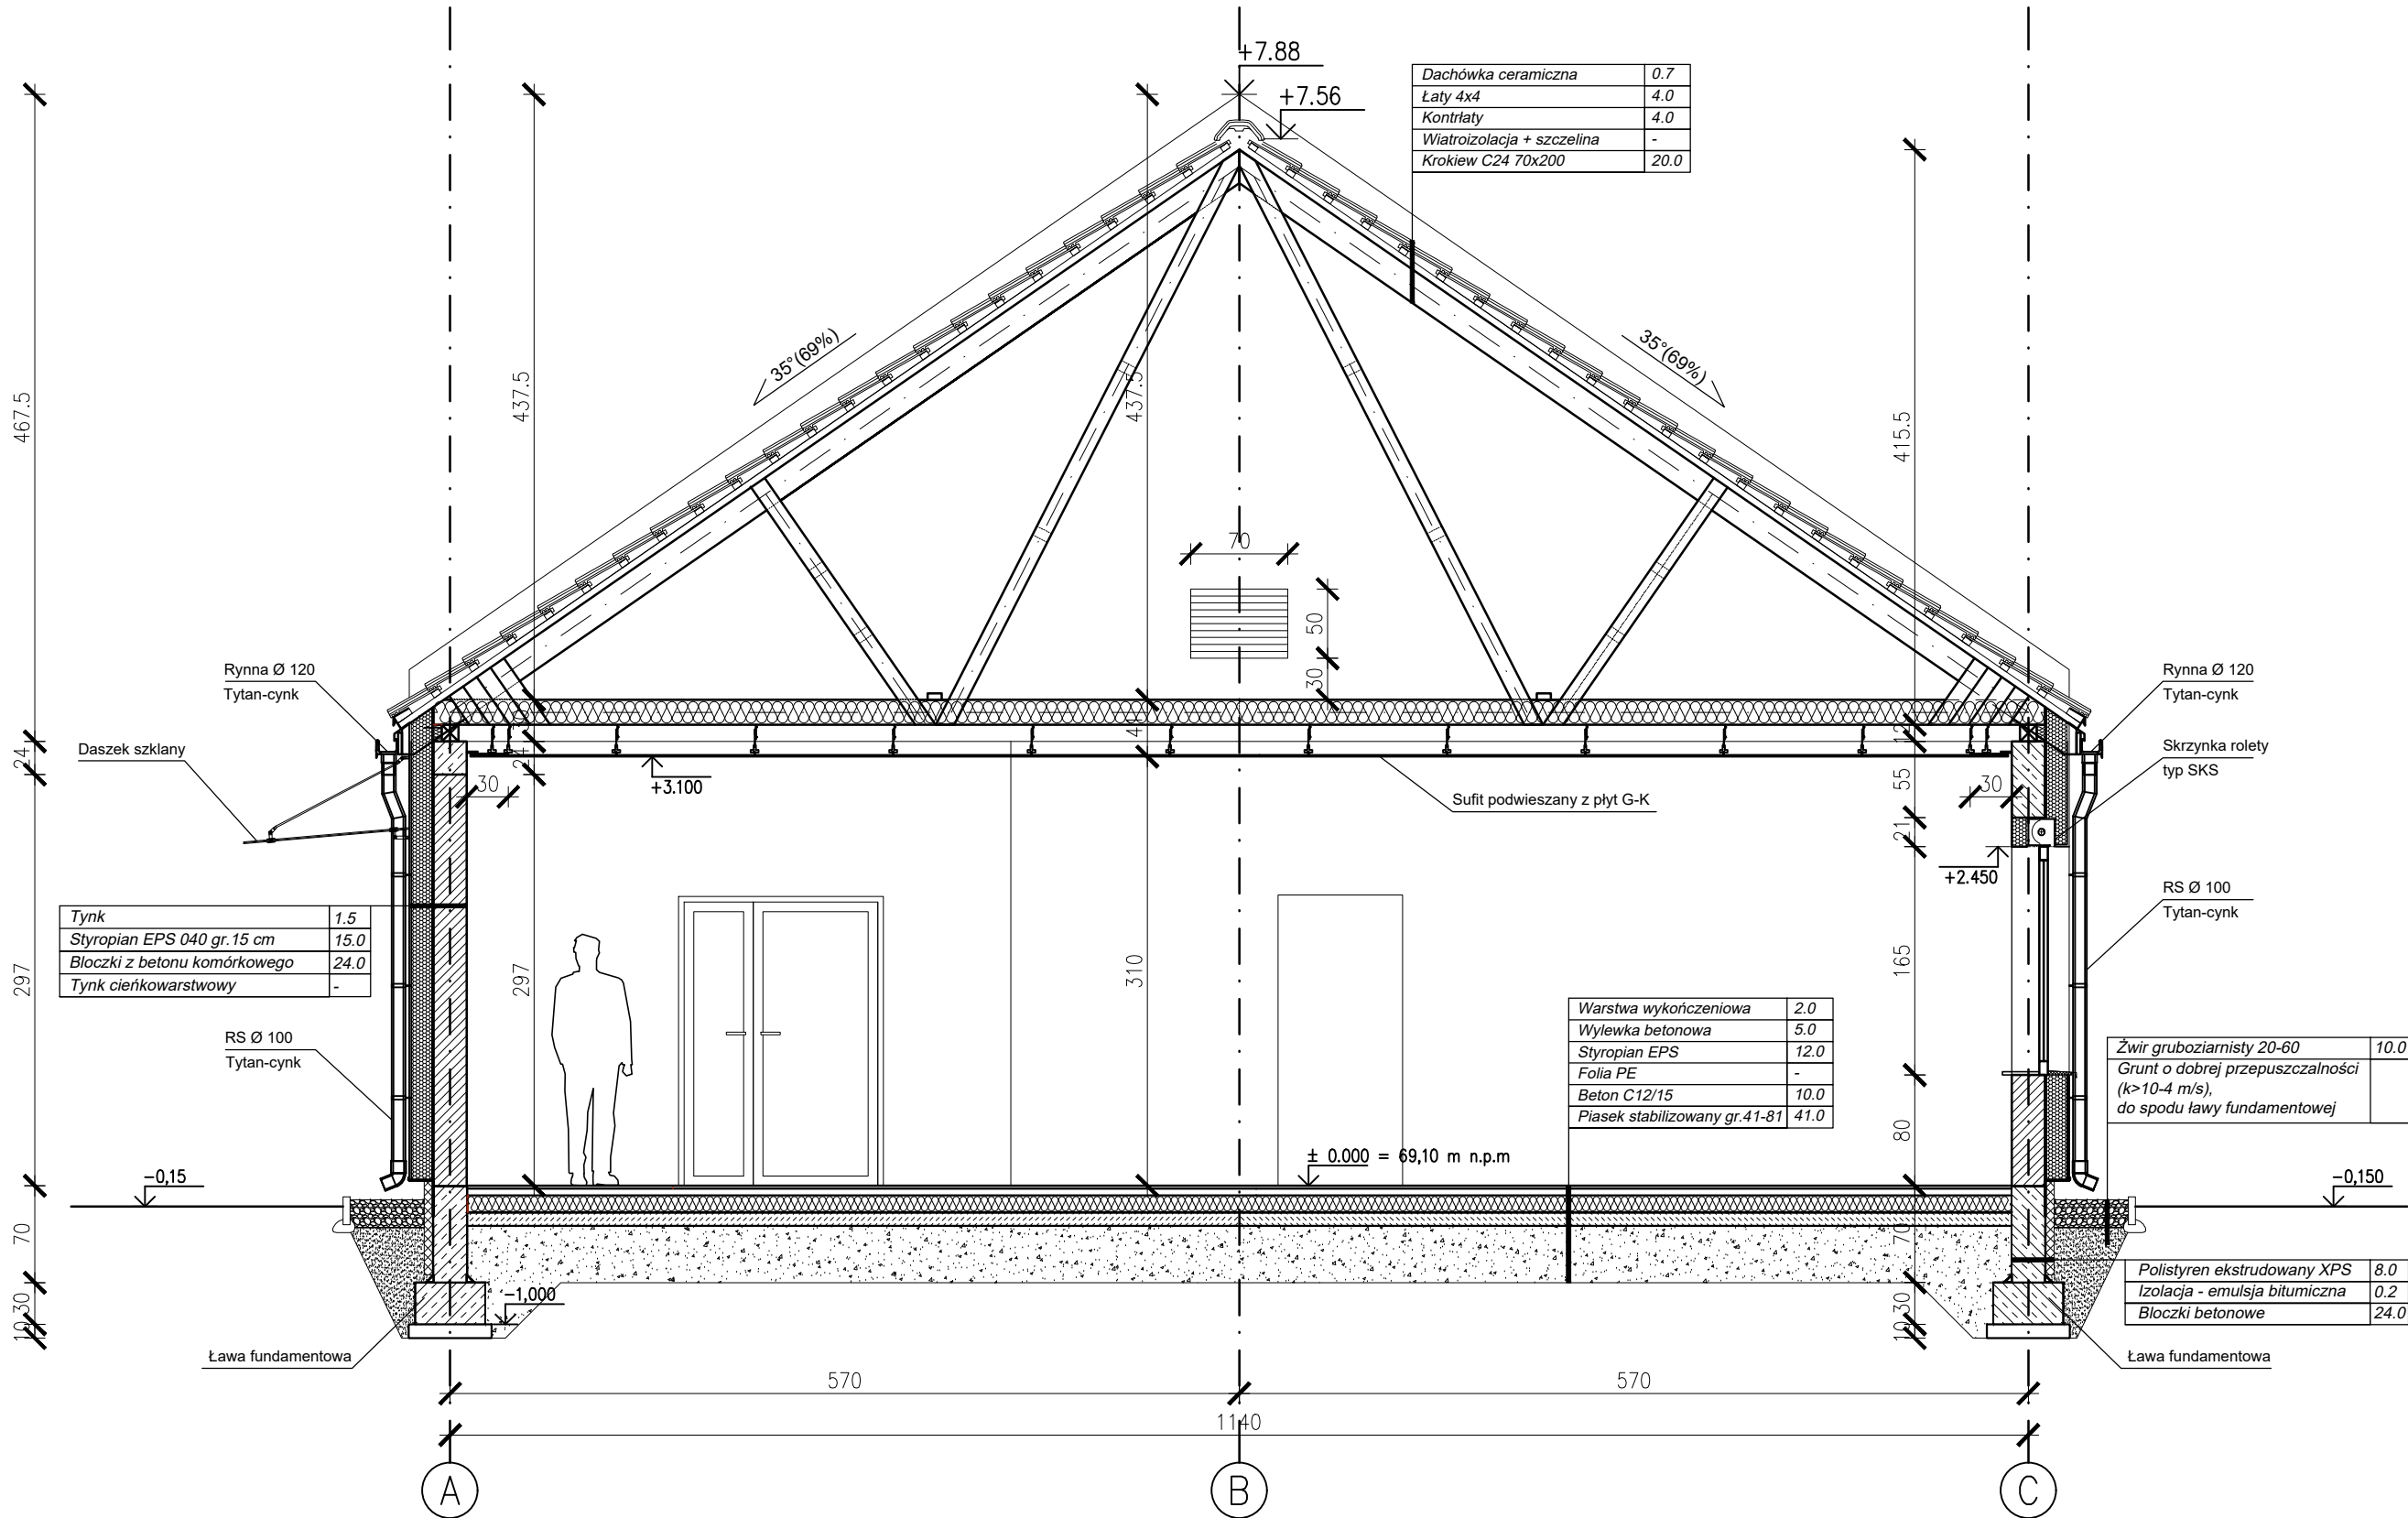 +7.88
+7.56
Dachówka ceramiczna 0.7
Łaty 4x4 4.0
Kontrłaty 4.0
Wiatroizolacja + szczelina -
Krokiew C24 70x200 20.0
35°(69%)
35°(69%)
467.5
437.5
437.5
415.5
70
50
30
Rynna Ø 120
Tytan-cynk
Rynna Ø 120
Tytan-cynk
Daszek szklany
Skrzynka rolety
typ SKS
24
24
30
41
12
+3.100
30
30
55
21
Sufit podwieszany z płyt G-K
+2.450
RS Ø 100
Tytan-cynk
Tynk 1.5
Styropian EPS 040 gr.15 cm 15.0
Bloczki z betonu komórkowego 24.0
Tynk cieńkowarstwowy -
297
297
310
165
80
RS Ø 100
Tytan-cynk
Warstwa wykończeniowa 2.0
Wylewka betonowa 5.0
Styropian EPS 12.0
Folia PE -
Beton C12/15 10.0
Piasek stabilizowany gr.41-81 41.0
Żwir gruboziarnisty 20-60 10.0
Grunt o dobrej przepuszczalności
(k>10-4 m/s),
do spodu ławy fundamentowej
± 0.000 = 69,10 m n.p.m
-0,15
-0,150
70
70
30
10
30
10
-1,000
Polistyren ekstrudowany XPS 8.0
Izolacja - emulsja bitumiczna 0.2
Bloczki betonowe 24.0
Ława fundamentowa
Ława fundamentowa
570
570
1140
A
B
C